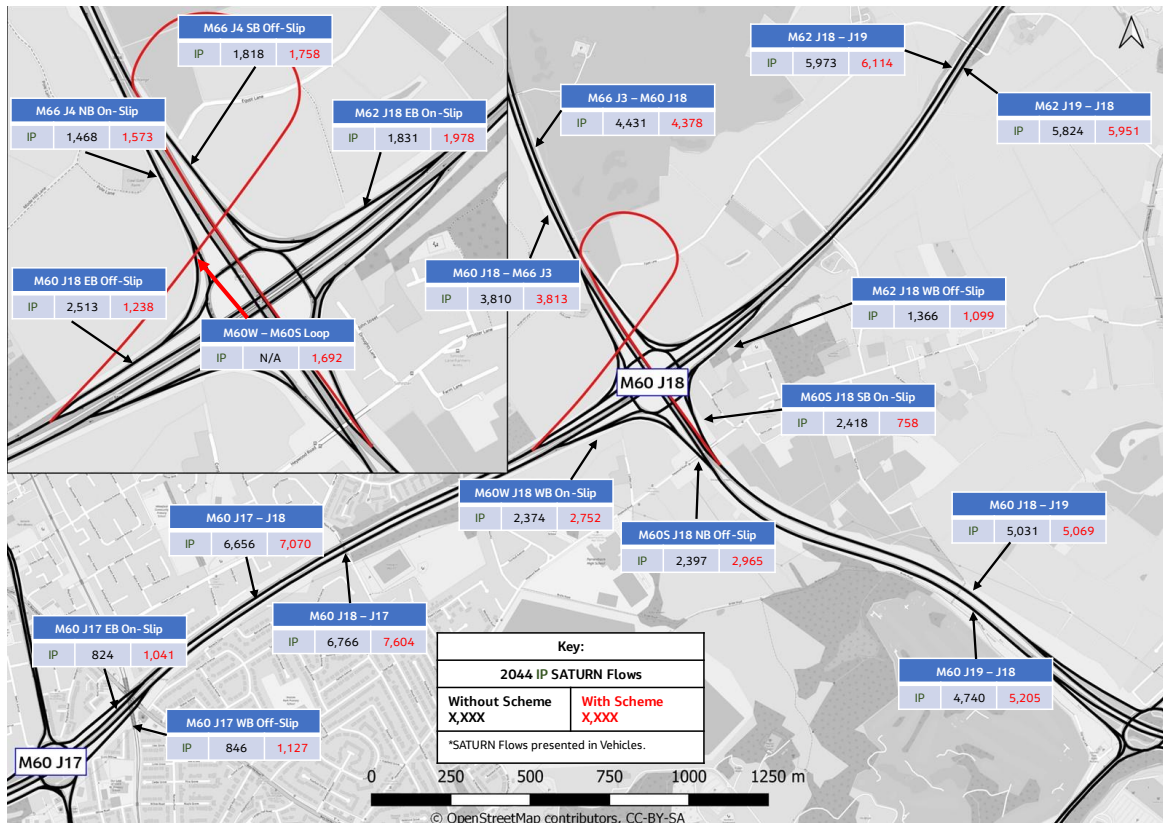 M66 J4 SB Off-Slip
IP 1,818 1,758
M66 J4 NB On-Slip
IP 1,468 1,573
M62 J18 EB On-Slip
IP 1,831 1,978
M60 J18 EB Off-Slip
IP 2,513 1,238
M60W – M60S Loop
IP N/A 1,692
M62 J18 – J19
IP 5,973 6,114
M66 J3 – M60 J18
IP 4,431 4,378
M62 J19 – J18
IP 5,824 5,951
M60 J18 – M66 J3
IP 3,810 3,813
M62 J18 WB Off-Slip
IP 1,366 1,099
M60 J18
M60S J18 SB On-Slip
IP 2,418 758
M60W J18 WB On-Slip
IP 2,374 2,752
M60S J18 NB Off-Slip
IP 2,397 2,965
M60 J18 – J19
IP 5,031 5,069
M60 J17 – J18
IP 6,656 7,070
M60 J18 – J17
IP 6,766 7,604
M60 J17 EB On-Slip
IP 824 1,041
M60 J19 – J18
IP 4,740 5,205
M60 J17 WB Off-Slip
IP 846 1,127
M60 J17
Key:
2044 IP SATURN Flows
Without Scheme With Scheme
X,XXX X,XXX
*SATURN Flows presented in Vehicles.
0 250 500 750 1000 1250 m
© OpenStreetMap contributors, CC-BY-SA